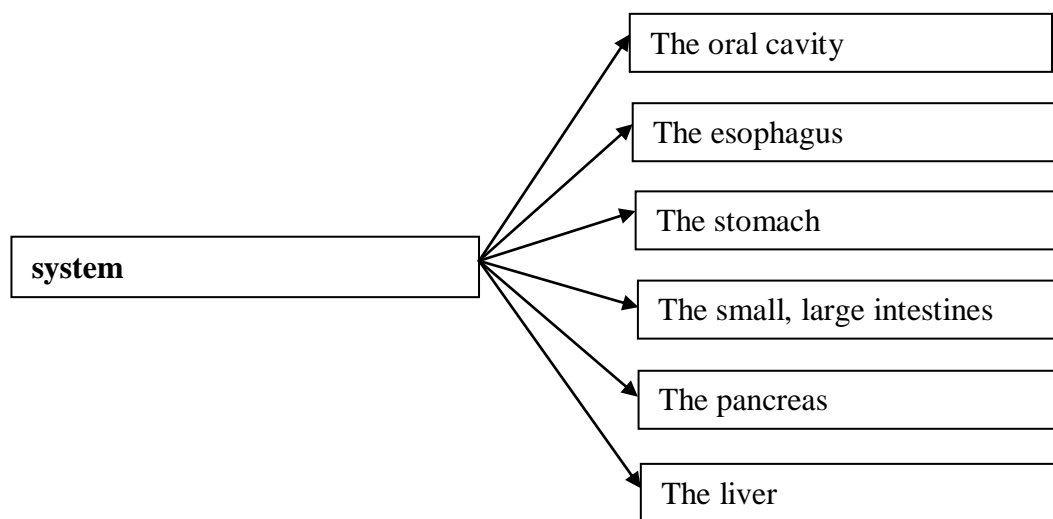 The oral cavity
The esophagus
The stomach
system
The small, large intestines
The pancreas
The liver